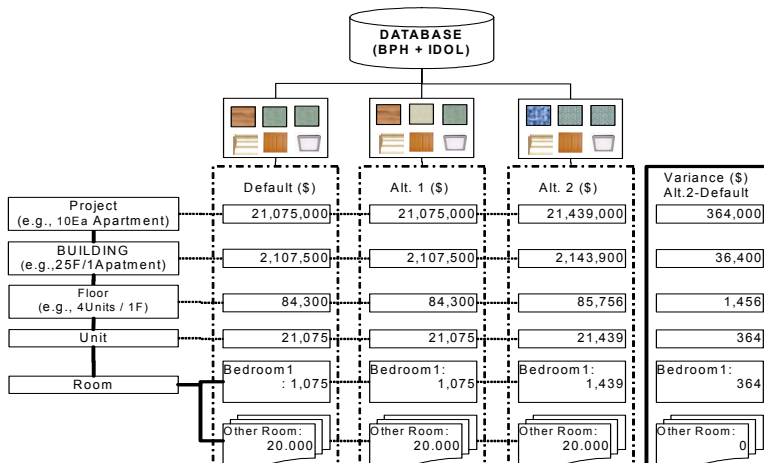 DATABASE
(BPH + IDOL)
Default ($)
Alt. 1 ($)
Alt. 2 ($)
Variance ($)
Alt.2-Default
Project
(e.g., 10Ea Apartment)
21,075,000
21,075,000
21,439,000
364,000
BUILDING
(e.g.,25F/1Apatment)
2,107,500
2,107,500
2,143,900
36,400
Floor
(e.g., 4Units / 1F)
84,300
84,300
85,756
1,456
Unit
21,075
21,075
21,439
364
Room
Bedroom1
: 1,075
Bedroom1:
1,075
Bedroom1:
1,439
Bedroom1:
364
Other Room:
20.000
Other Room:
20.000
Other Room:
20.000
Other Room:
0